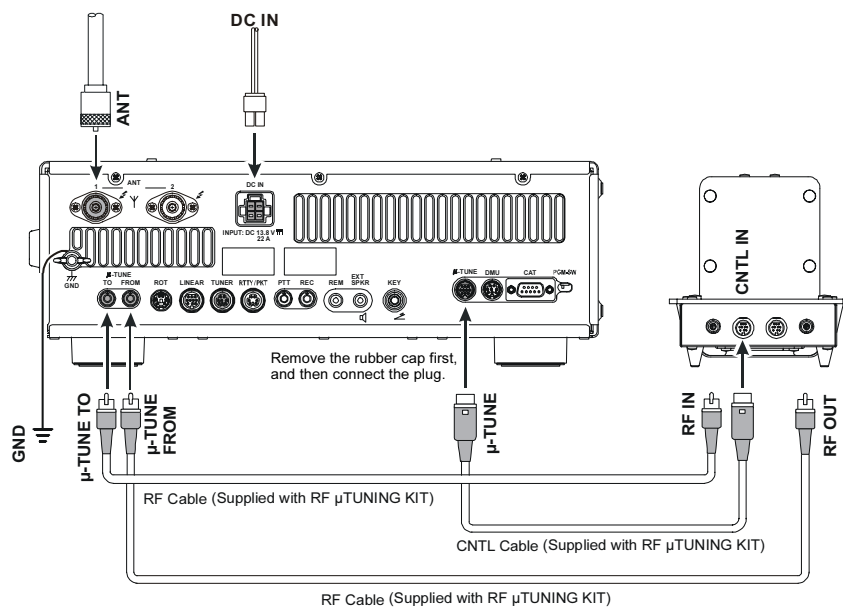 DC IN
ANT
1 ANT 2
DC IN
INPUT: DC 13.8 V
22 A
GND
µ-TUNE
TO FROM ROT LINEAR TUNER RTTY/PKT PTT REC REM EXT SPKR KEY
µ-TUNE DMU CAT PGM-SW
CNTL IN
Remove the rubber cap first,
and then connect the plug.
GND
µ-TUNE TO
µ-TUNE
FROM
µ-TUNE
RF IN
RF OUT
RF Cable (Supplied with RF µTUNING KIT)
CNTL Cable (Supplied with RF µTUNING KIT)
RF Cable (Supplied with RF µTUNING KIT)